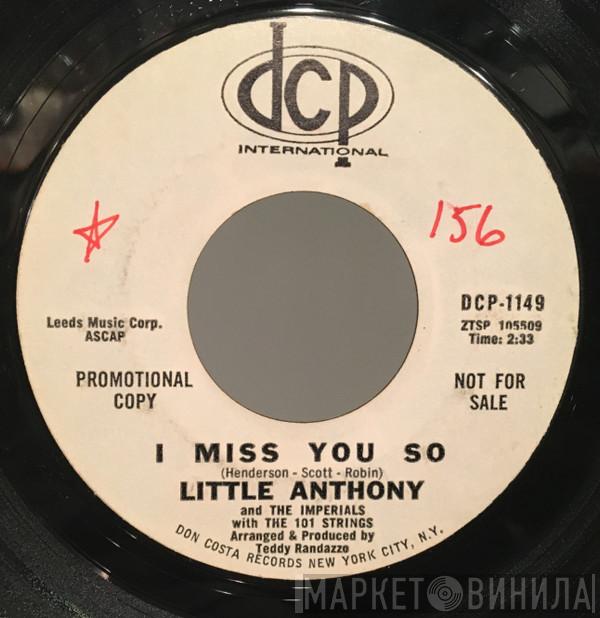 dcp
INTERNATIONAL
156
DCP-1149
Leeds Music Corp.
ASCAP
ZTSP 105509
Time: 2:33
PROMOTIONAL
COPY
NOT FOR
SALE
I MISS YOU SO
(Henderson - Scott - Robin)
LITTLE ANTHONY
and THE IMPERIALS
with THE 101 STRINGS
Arranged & Produced by
Teddy Randazzo
DON COSTA RECORDS NEW YORK CITY, N.Y.
МАРКЕТ ВИНИЛА